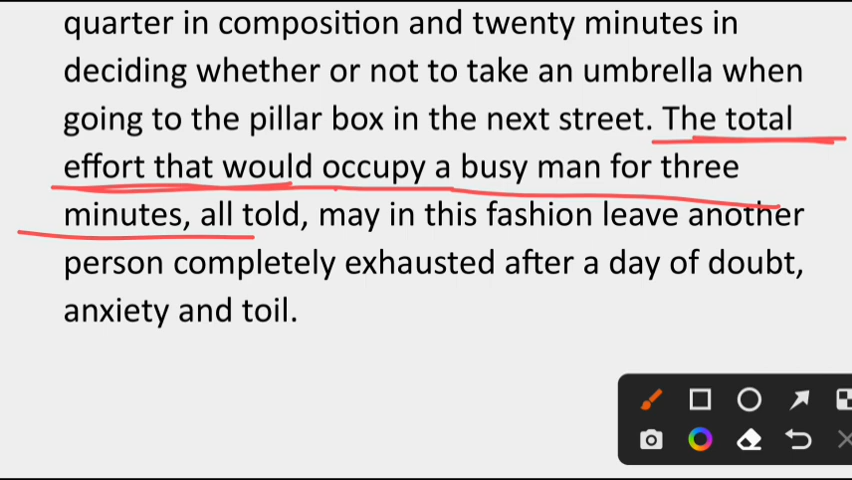 quarter in composition and twenty minutes in
deciding whether or not to take an umbrella when
going to the pillar box in the next street. The total
effort that would occupy a busy man for three
minutes, all told, may in this fashion leave another
person completely exhausted after a day of doubt,
anxiety and toil.